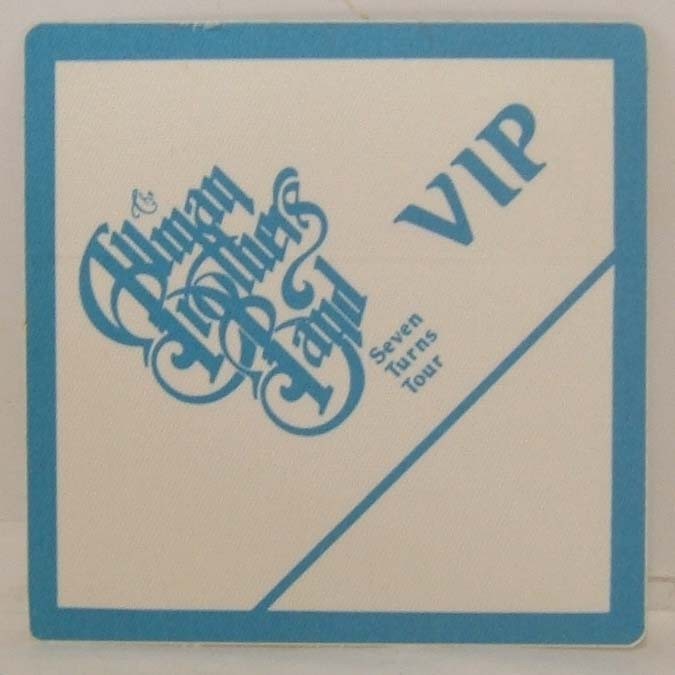 The
Allman
Brothers
Band
VIP
Seven
Turns
Tour